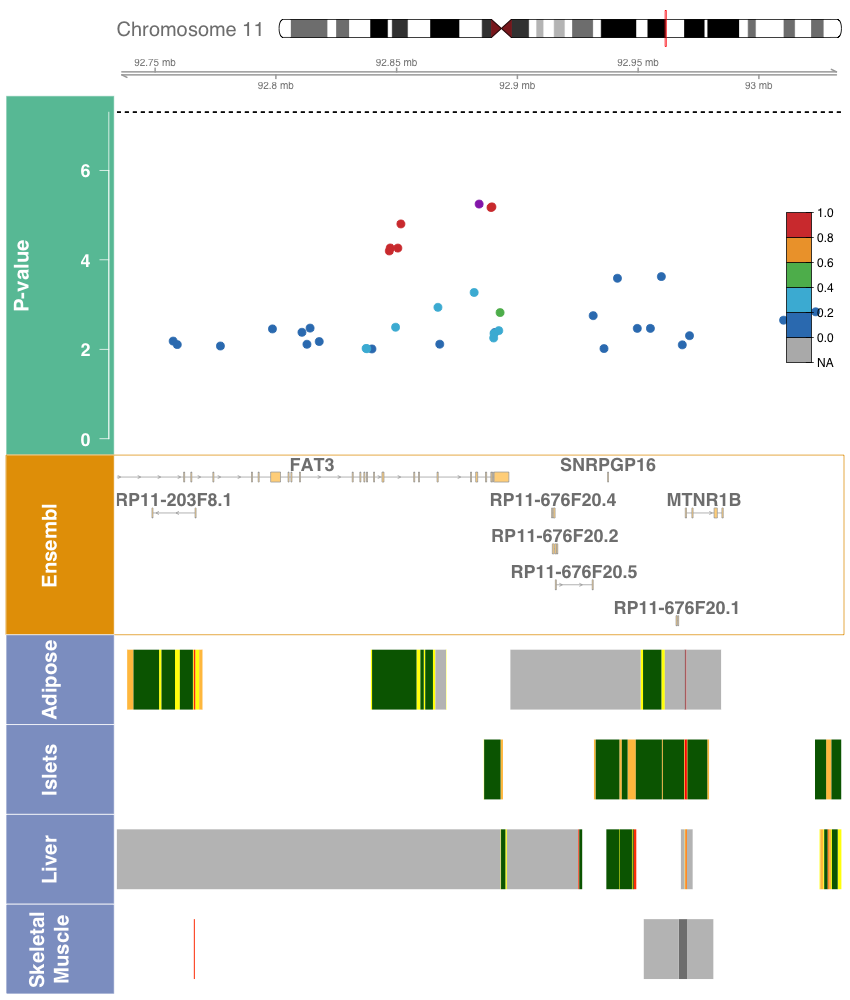 Chromosome 11
92.75 mb 92.85 mb 92.95 mb
92.8 mb 92.9 mb 93 mb
P-value
6
4
2
0
1.0
0.8
0.6
0.4
0.2
0.0
NA
Ensembl
FAT3 SNRPGP16
RP11-203F8.1 RP11-676F20.4 MTNR1B
RP11-676F20.2
RP11-676F20.5
RP11-676F20.1
Adipose
Islets
Liver
Skeletal
Muscle